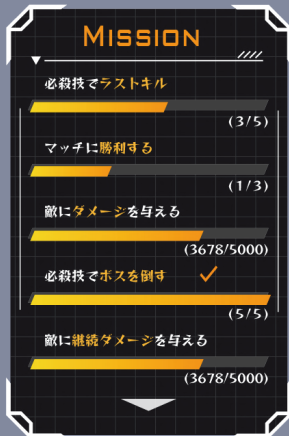 MISSION
必殺技でラストキル
(3/5)
マッチに勝利する
(1/3)
敵にダメージを与える
(3678/5000)
必殺技でボスを倒す
(5/5)
敵に継続ダメージを与える
(3678/5000)